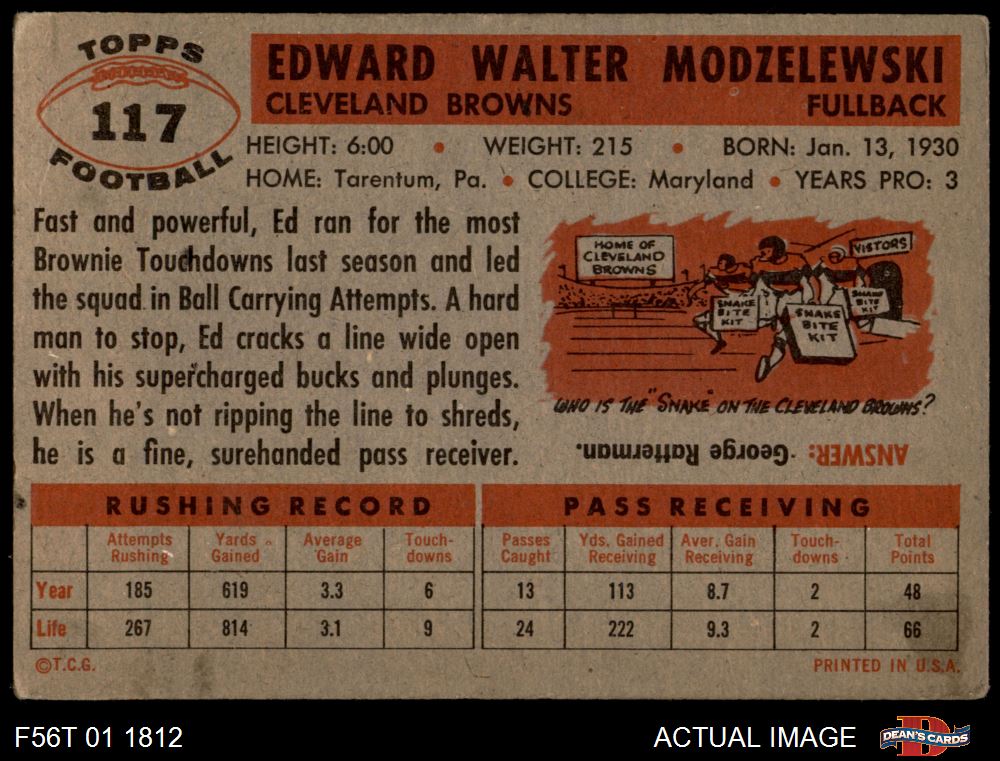 TOPPS
117
FOOTBALL
EDWARD WALTER MODZELEWSKI
CLEVELAND BROWNS FULLBACK
HEIGHT: 6:00 • WEIGHT: 215 • BORN: Jan. 13, 1930
HOME: Tarentum, Pa. • COLLEGE: Maryland • YEARS PRO: 3
Fast and powerful, Ed ran for the most
Brownie Touchdowns last season and led
the squad in Ball Carrying Attempts. A hard
man to stop, Ed cracks a line wide open
with his supercharged bucks and plunges.
When he's not ripping the line to shreds,
he is a fine, surehanded pass receiver.
HOME OF
CLEVELAND
BROWNS
VISTORS
SNAKE
BITE
KIT
SNAKE
BITE
KIT
SNAKE
BITE
KIT
WHO IS THE "SNAKE" ON THE CLEVELAND BROWNS?
ANSWER: George Ratterman.
RUSHING RECORD PASS RECEIVING
Attempts Rushing Yards Gained Average Gain Touch-downs Passes Caught Yds. Gained Receiving Aver. Gain Receiving Touch-downs Total Points
Year 185 619 3.3 6 13 113 8.7 2 48
Life 267 814 3.1 9 24 222 9.3 2 66
©T.C.G. PRINTED IN U.S.A.
F56T 01 1812 ACTUAL IMAGE D DEAN'S CARDS